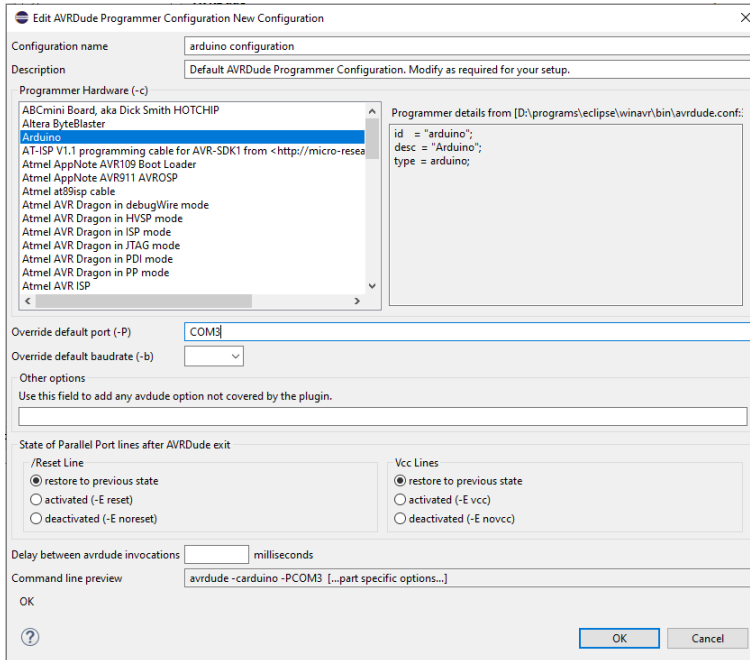 Edit AVRDude Programmer Configuration New Configuration
Configuration name
arduino configuration
Description
Default AVRDude Programmer Configuration. Modify as required for your setup.
Programmer Hardware (-c)
ABCmini Board, aka Dick Smith HOTCHIP
Altera ByteBlaster
Arduino
AT-ISP V1.1 programming cable for AVR-SDK1 from <http://micro-resea
Atmel AppNote AVR109 Boot Loader
Atmel AppNote AVR911 AVROSP
Atmel at89isp cable
Atmel AVR Dragon in debugWire mode
Atmel AVR Dragon in HVSP mode
Atmel AVR Dragon in ISP mode
Atmel AVR Dragon in JTAG mode
Atmel AVR Dragon in PDI mode
Atmel AVR Dragon in PP mode
Atmel AVR ISP
Programmer details from [D:\programs\eclipse\winavr\bin\avrdude.conf:
id = "arduino";
desc = "Arduino";
type = arduino;
Override default port (-P)
COM3
Override default baudrate (-b)
Other options
Use this field to add any avdude option not covered by the plugin.
State of Parallel Port lines after AVRDude exit
/Reset Line
restore to previous state
activated (-E reset)
deactivated (-E noreset)
Vcc Lines
restore to previous state
activated (-E vcc)
deactivated (-E novcc)
Delay between avrdude invocations
milliseconds
Command line preview
avrdude -carduino -PCOM3 [...part specific options...]
OK
?
OK
Cancel